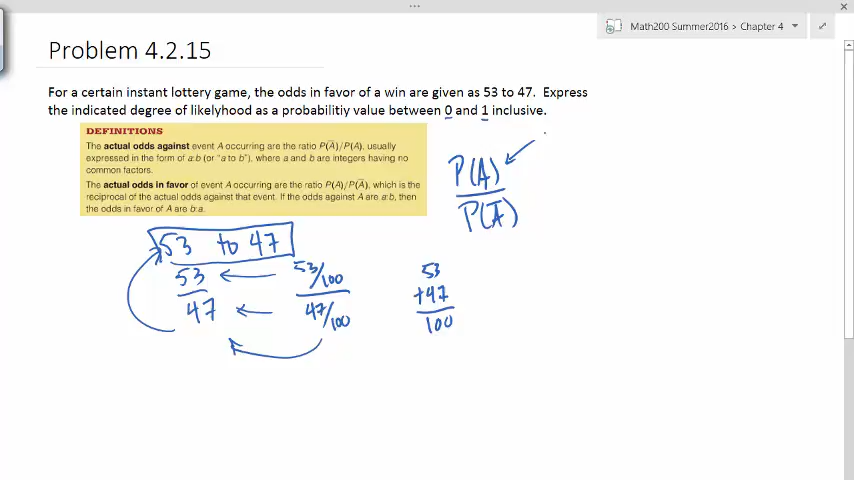 Math200 Summer2016 > Chapter 4
Problem 4.2.15
For a certain instant lottery game, the odds in favor of a win are given as 53 to 47. Express
the indicated degree of likelyhood as a probabilitiy value between 0 and 1 inclusive.
DEFINITIONS
The actual odds against event A occurring are the ratio P(A̅)/P(A), usually
expressed in the form of a:b (or "a to b"), where a and b are integers having no
common factors.
The actual odds in favor of event A occurring are the ratio P(A)/P(A̅), which is the
reciprocal of the actual odds against that event. If the odds against A are a:b, then
the odds in favor of A are b:a.
P(A)
P(A̅)
53 to 47
53
47
53/100
47/100
53
+47
100